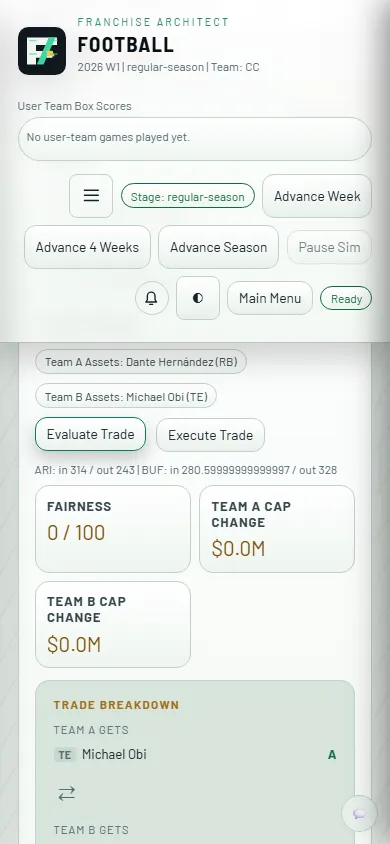 FRANCHISE ARCHITECT
FOOTBALL
2026 W1 | regular-season | Team: CC
User Team Box Scores
No user-team games played yet.
Stage: regular-season
Advance Week
Advance 4 Weeks
Advance Season
Pause Sim
Main Menu
Ready
Team A Assets: Dante Hernández (RB)
Team B Assets: Michael Obi (TE)
Evaluate Trade
Execute Trade
ARI: in 314 / out 243 | BUF: in 280.59999999999997 / out 328
FAIRNESS
0 / 100
TEAM A CAP
CHANGE
$0.0M
TEAM B CAP
CHANGE
$0.0M
TRADE BREAKDOWN
TEAM A GETS
TE Michael Obi A
TEAM B GETS